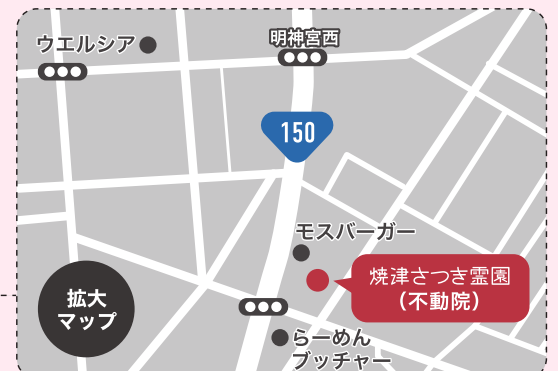 ウエルシア
明神宮西
150
モスバーガー
焼津さつき霊園
（不動院）
拡大
マップ
らーめん
ブッチャー